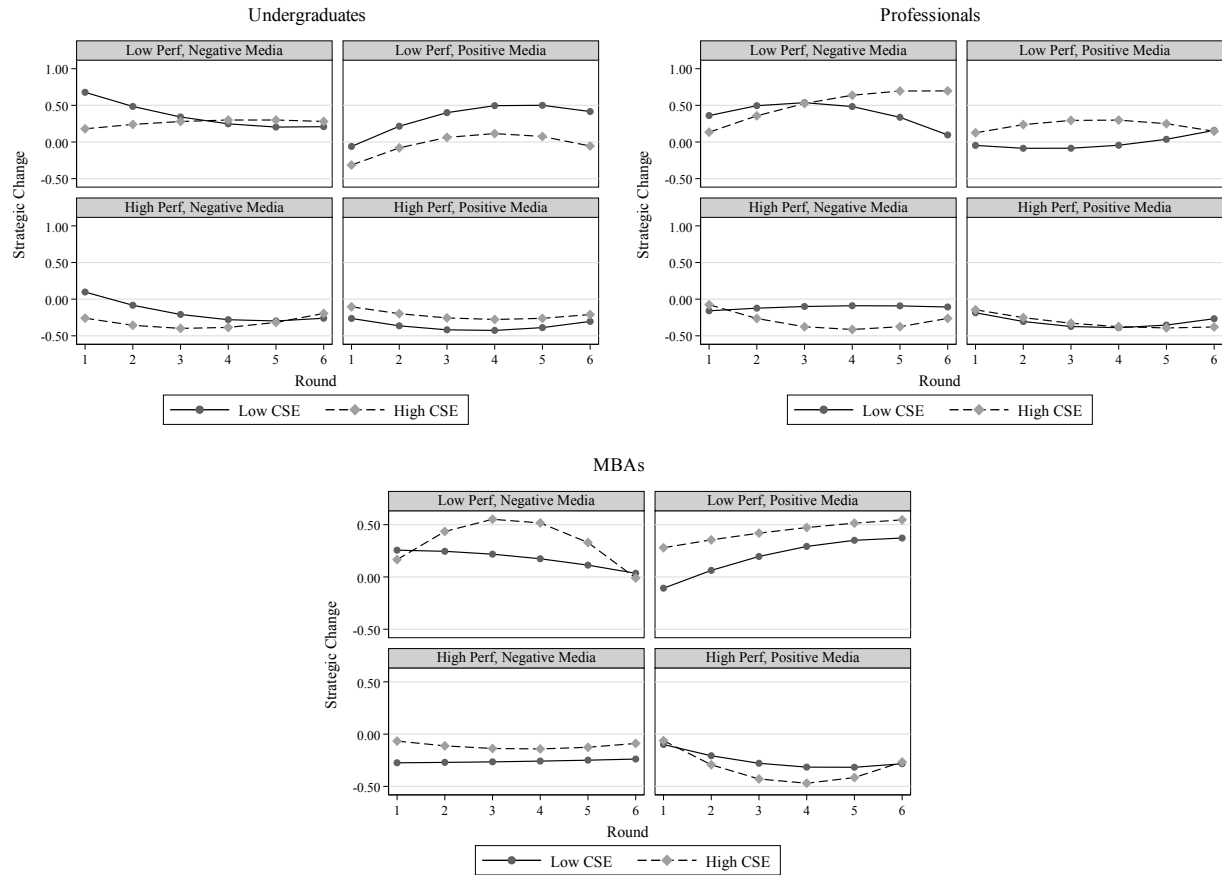 Undergraduates
Low Perf, Negative Media
Low Perf, Positive Media
1.00
0.50
0.00
-0.50
High Perf, Negative Media
High Perf, Positive Media
1.00
0.50
0.00
-0.50
Strategic Change
1 2 3 4 5 6
1 2 3 4 5 6
Round
Low CSE
High CSE
Professionals
Low Perf, Negative Media
Low Perf, Positive Media
1.00
0.50
0.00
-0.50
High Perf, Negative Media
High Perf, Positive Media
1.00
0.50
0.00
-0.50
Strategic Change
1 2 3 4 5 6
1 2 3 4 5 6
Round
Low CSE
High CSE
MBAs
Low Perf, Negative Media
Low Perf, Positive Media
0.50
0.00
-0.50
High Perf, Negative Media
High Perf, Positive Media
0.50
-0.00
-0.50
Strategic Change
1 2 3 4 5 6
1 2 3 4 5 6
Round
Low CSE
High CSE